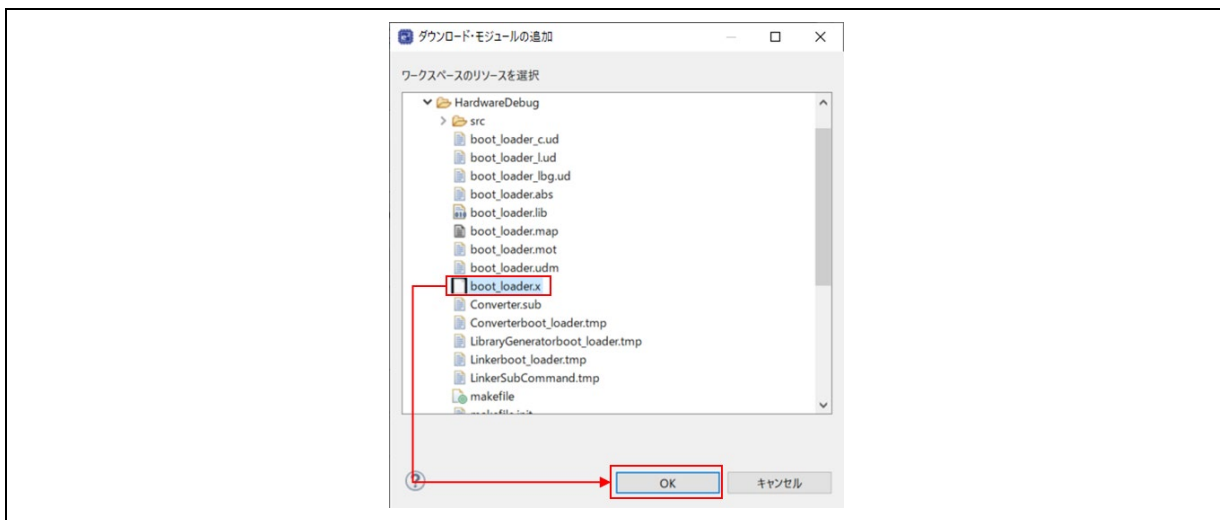 ダウンロード・モジュールの追加
ワークスペースのリソースを選択
HardwareDebug
src
boot_loader_c.ud
boot_loader_l.ud
boot_loader_lbg.ud
boot_loader.abs
boot_loader.lib
boot_loader.map
boot_loader.mot
boot_loader.udm
boot_loader.x
Converter.sub
Converterboot_loader.tmp
LibraryGeneratorboot_loader.tmp
Linkerboot_loader.tmp
LinkerSubCommand.tmp
makefile
OK キャンセル